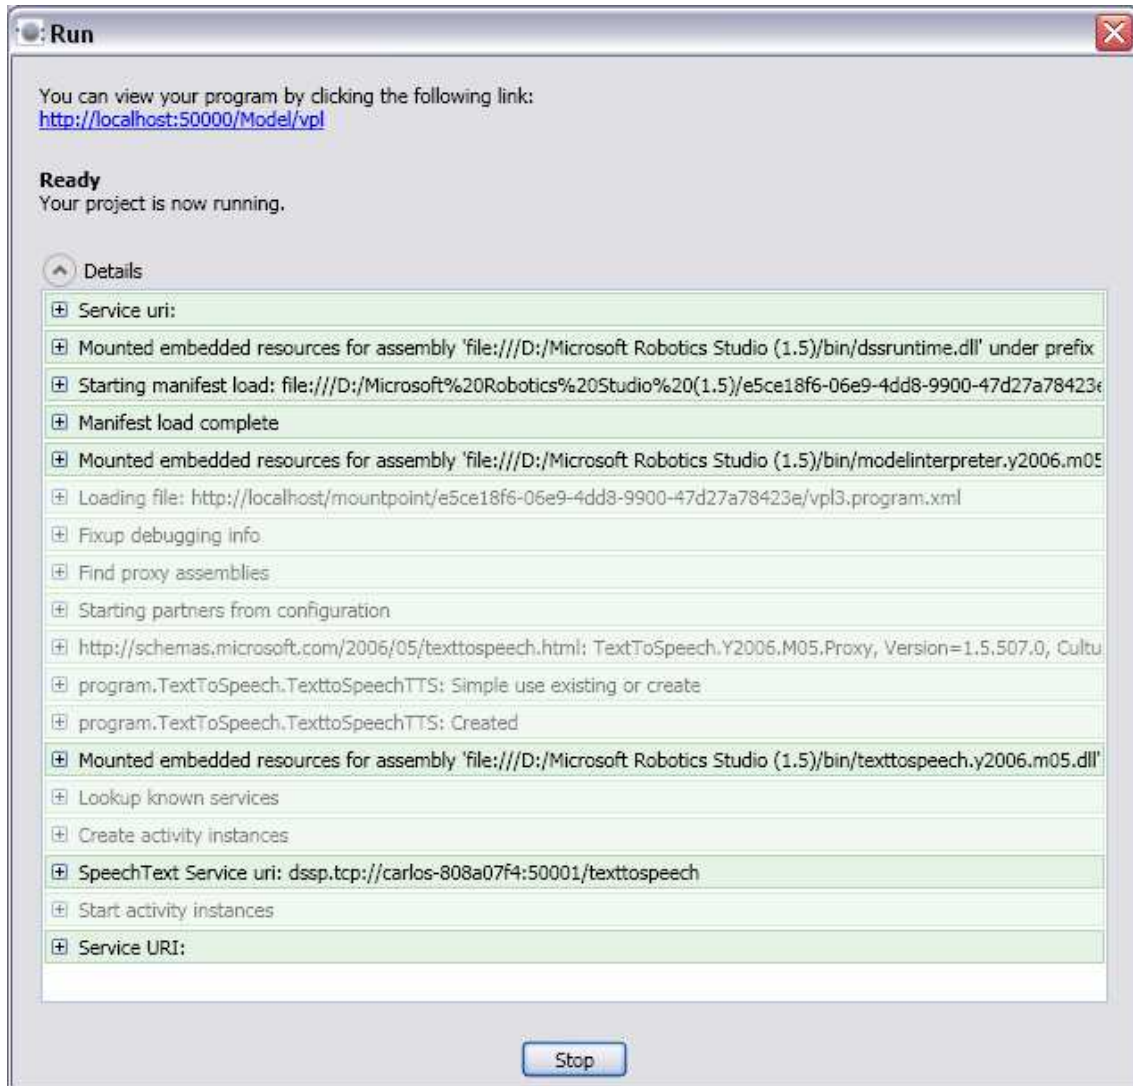 Run
You can view your program by clicking the following link:
http://localhost:50000/Model/vpl
Ready
Your project is now running.
Details
Service uri:
Mounted embedded resources for assembly 'file:///D:/Microsoft Robotics Studio (1.5)/bin/dssruntime.dll' under prefix
Starting manifest load: file:///D:/Microsoft%20Robotics%20Studio%20(1.5)/e5ce18f6-06e9-4dd8-9900-47d27a78423e
Manifest load complete
Mounted embedded resources for assembly 'file:///D:/Microsoft Robotics Studio (1.5)/bin/modelinterpreter.y2006.m05
Loading file: http://localhost/mountpoint/e5ce18f6-06e9-4dd8-9900-47d27a78423e/vpl3.program.xml
Fixup debugging info
Find proxy assemblies
Starting partners from configuration
http://schemas.microsoft.com/2006/05/texttospeech.html: TextToSpeech.Y2006.M05.Proxy, Version=1.5.507.0, Cultu
program.TextToSpeech.TexttoSpeechTTS: Simple use existing or create
program.TextToSpeech.TexttoSpeechTTS: Created
Mounted embedded resources for assembly 'file:///D:/Microsoft Robotics Studio (1.5)/bin/texttospeech.y2006.m05.dll'
Lookup known services
Create activity instances
SpeechText Service uri: dssp.tcp://carlos-808a07f4:50001/texttospeech
Start activity instances
Service URI:
Stop